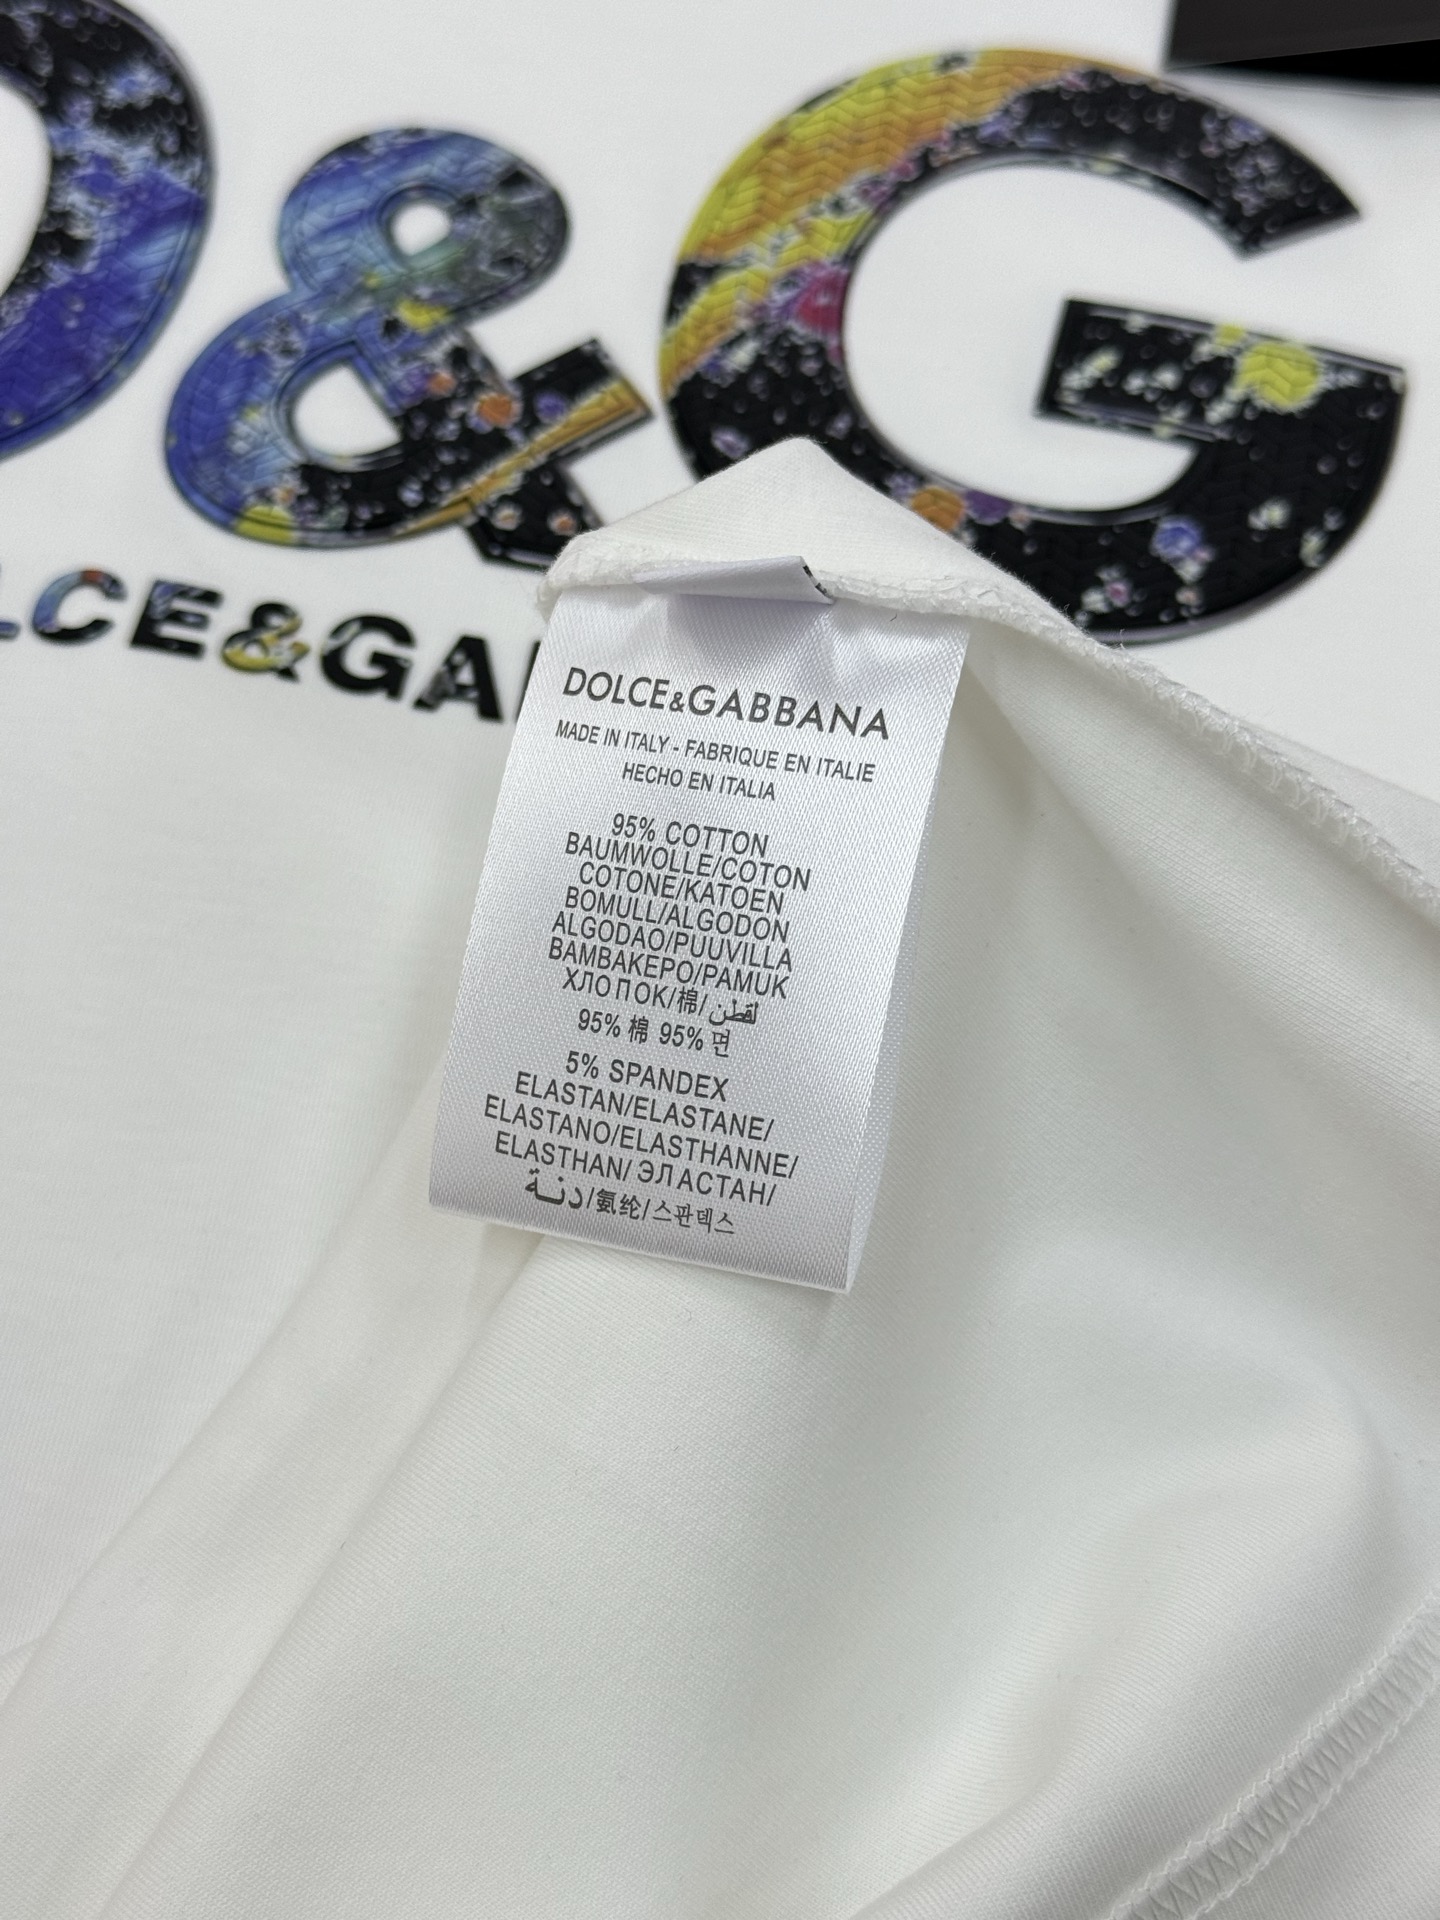 D&G
LCE&GA
DOLCE&GABBANA
MADE IN ITALY - FABRIQUE EN ITALIE
HECHO EN ITALIA
95% COTTON
BAUMWOLLE/COTON
COTONE/KATOEN
BOMULL/ALGODON
ALGODAO/PUUVILLA
BAMBAKEPO/PAMUK
ХЛОПОК/棉/لقطن
95% 棉 95% 면
5% SPANDEX
ELASTAN/ELASTANE/
ELASTANO/ELASTHANNE/
ELASTHAN/ ЭЛАСТАН/
دنة/氨纶/스판덱스